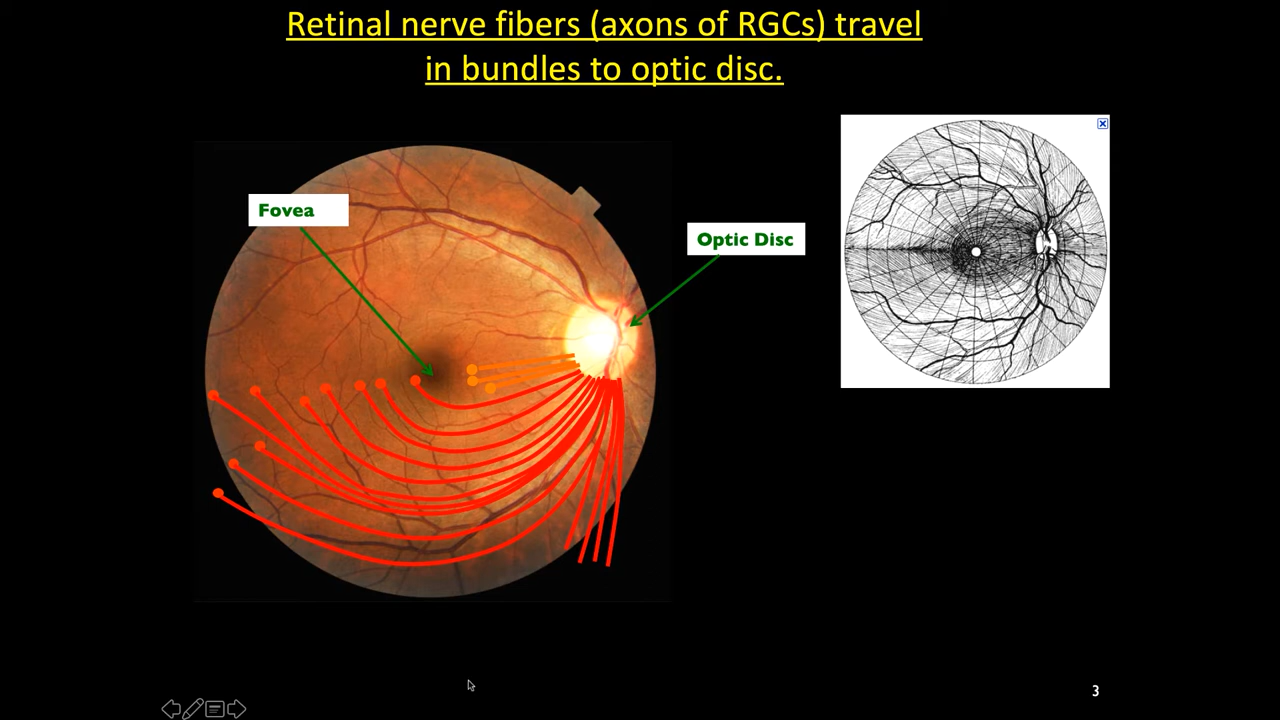 Retinal nerve fibers (axons of RGCs) travel
in bundles to optic disc.
Fovea
Optic Disc
3